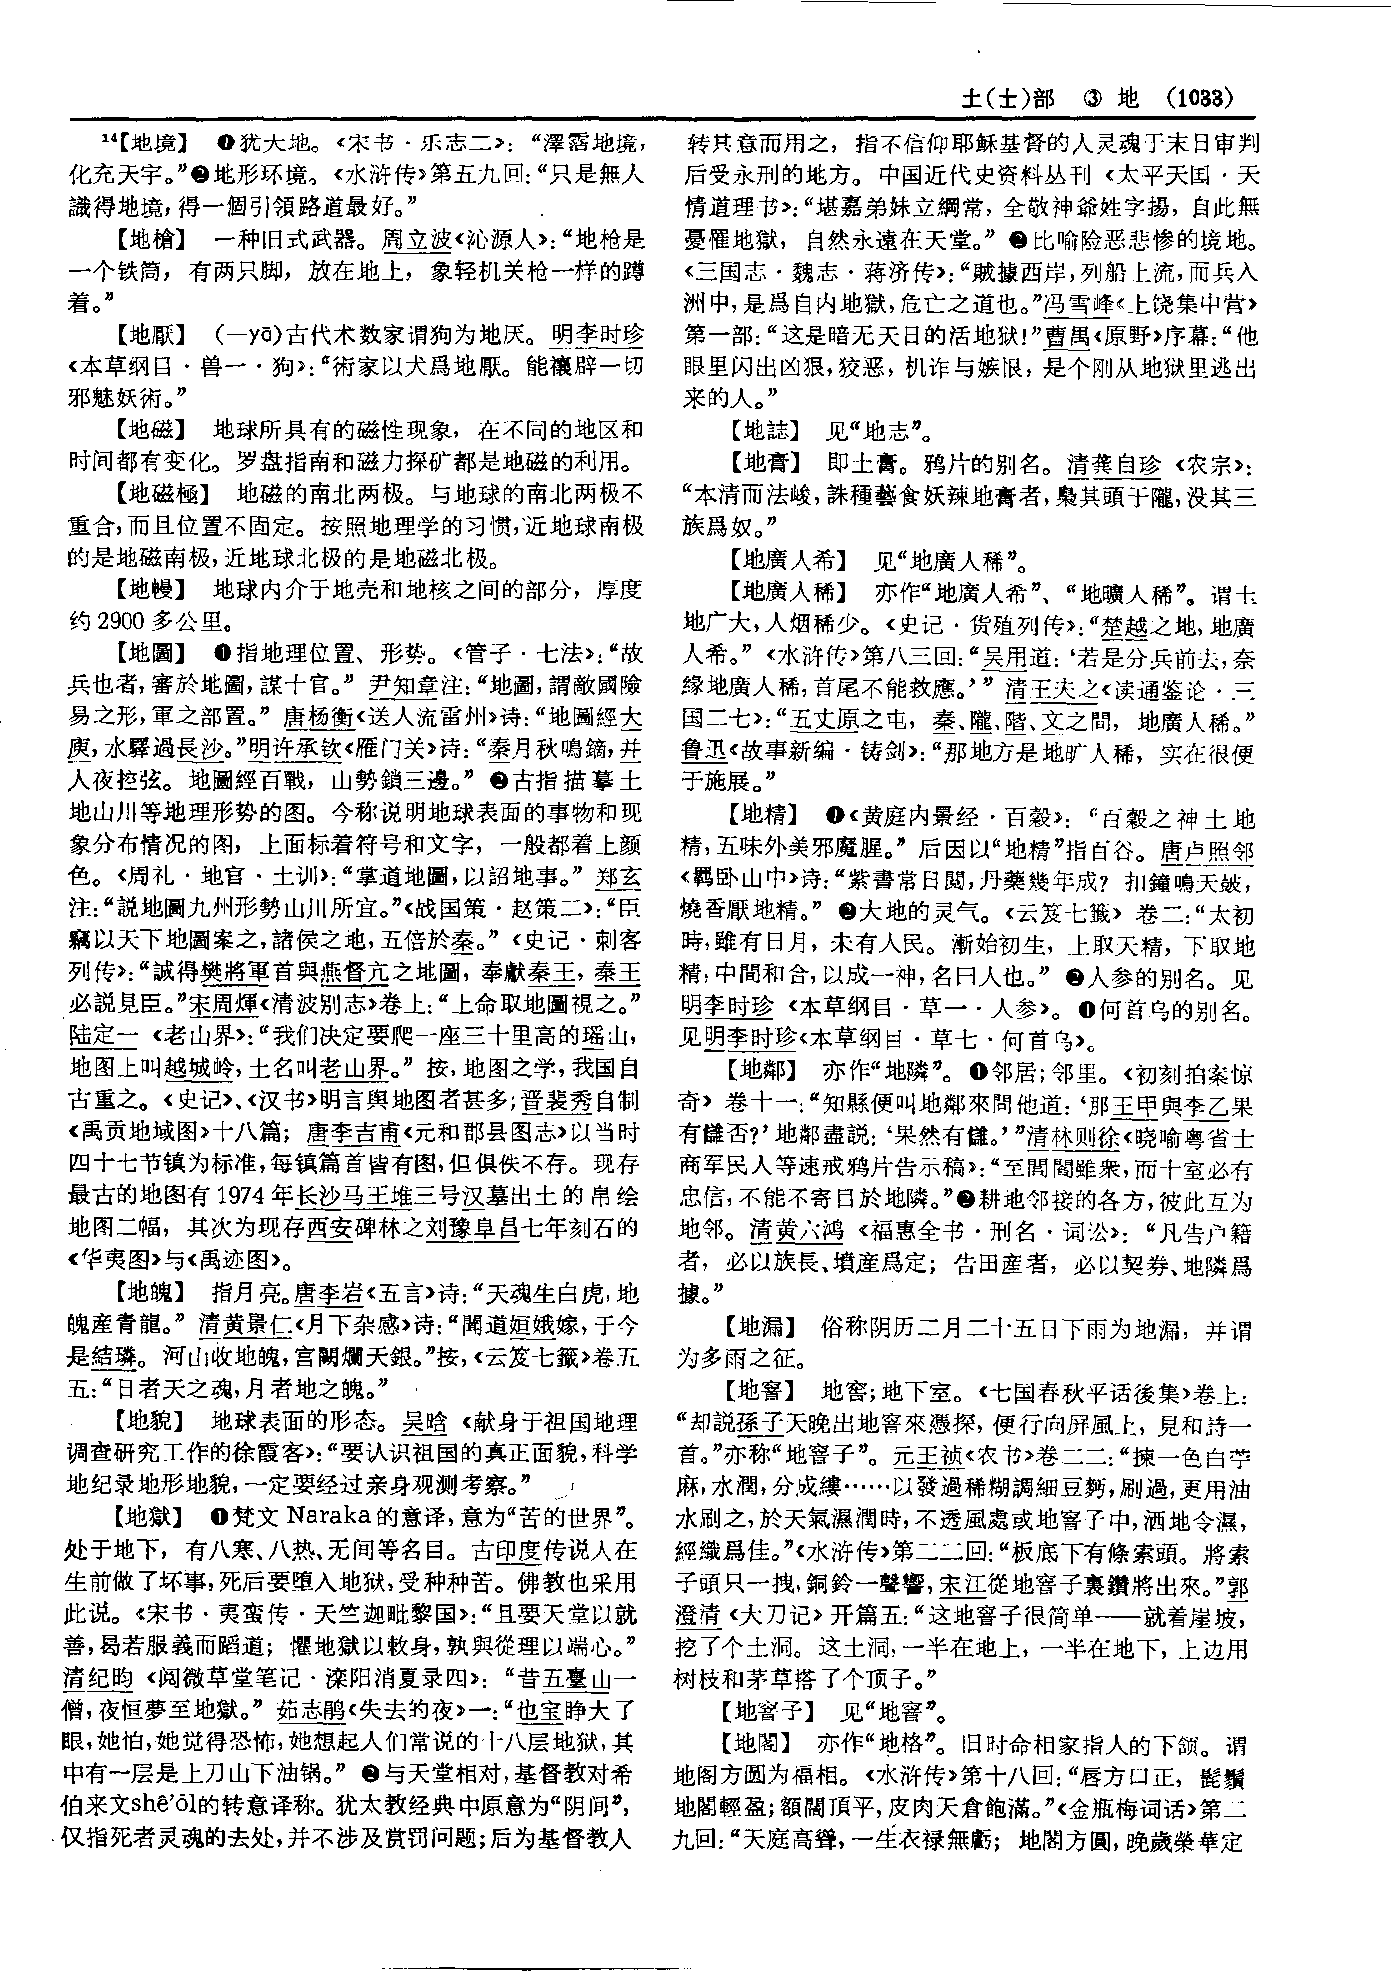 土(士)部 ③ 地 (1033)
¹⁴【地境】 ❶犹大地。《宋书·乐志二》：“澤霑地境，
化充天宇。”❷地形环境。《水浒传》第五九回：“只是無人
識得地境，得一個引領路道最好。”
【地槍】 一种旧式武器。周立波《沁源人》：“地枪是
一个铁筒，有两只脚，放在地上，象轻机关枪一样的蹲
着。”
【地厭】 (—yā)古代术数家谓狗为地厌。明李时珍
《本草纲目·兽一·狗》：“術家以犬爲地厭。能禳辟一切
邪魅妖術。”
【地磁】 地球所具有的磁性现象，在不同的地区和
时间都有变化。罗盘指南和磁力探矿都是地磁的利用。
【地磁極】 地磁的南北两极。与地球的南北两极不
重合，而且位置不固定。按照地理学的习惯，近地球南极
的是地磁南极，近地球北极的是地磁北极。
【地幔】 地球内介于地壳和地核之间的部分，厚度
约2900多公里。
【地圖】 ❶指地理位置、形势。《管子·七法》：“故
兵也者，審於地圖，謀十官。” 尹知章注：“地圖，謂敵國險
易之形，軍之部置。” 唐杨衡《送人流雷州》诗：“地圖經大
庾，水驛過長沙。”明许承钦《雁门关》诗：“秦月秋鳴鏑，并
人夜控弦。地圖經百戰，山勢鎖三邊。” ❷古指描摹土
地山川等地理形势的图。今称说明地球表面的事物和现
象分布情况的图，上面标着符号和文字，一般都着上颜
色。《周礼·地官·土训》：“掌道地圖，以詔地事。” 郑玄
注：“説地圖九州形勢山川所宜。”《战国策·赵策二》：“臣
竊以天下地圖案之，諸侯之地，五倍於秦。”《史记·刺客
列传》：“誠得樊將軍首與燕督亢之地圖，奉獻秦王，秦王
必説見臣。”宋周煇《清波别志》卷上：“上命取地圖視之。”
陆定一《老山界》：“我们决定要爬一座三十里高的瑶山，
地图上叫越城岭，土名叫老山界。” 按，地图之学，我国自
古重之。《史记》、《汉书》明言舆地图者甚多；晋裴秀自制
《禹贡地域图》十八篇；唐李吉甫《元和郡县图志》以当时
四十七节镇为标准，每镇篇首皆有图，但俱佚不存。现存
最古的地图有1974年长沙马王堆三号汉墓出土的帛绘
地图二幅，其次为现存西安碑林之刘豫阜昌七年刻石的
《华夷图》与《禹迹图》。
【地魄】 指月亮。唐李岩《五言》诗：“天魂生白虎，地
魄産青龍。” 清黄景仁《月下杂感》诗：“聞道姮娥嫁，于今
是結璘。河山收地魄，宫闕爛天銀。”按，《云笈七籤》卷五
五：“日者天之魂，月者地之魄。”
【地貌】 地球表面的形态。吴晗《献身于祖国地理
调查研究工作的徐霞客》：“要认识祖国的真正面貌，科学
地纪录地形地貌，一定要经过亲身观测考察。”
【地獄】 ❶梵文Naraka的意译，意为“苦的世界”。
处于地下，有八寒、八热、无间等名目。古印度传说人在
生前做了坏事，死后要堕入地狱，受种种苦。佛教也采用
此说。《宋书·夷蛮传·天竺迦毗黎国》：“且要天堂以就
善，曷若服義而蹈道；懼地獄以敕身，孰與從理以端心。”
清纪昀《阅微草堂笔记·滦阳消夏录四》：“昔五臺山一
僧，夜恒夢至地獄。” 茹志鹃《失去的夜》一：“也宝睁大了
眼，她怕，她觉得恐怖，她想起人们常说的十八层地狱，其
中有一层是上刀山下油锅。” ❷与天堂相对，基督教对希
伯来文shê’ōl的转意译称。犹太教经典中原意为“阴间”，
仅指死者灵魂的去处，并不涉及赏罚问题；后为基督教人
转其意而用之，指不信仰耶稣基督的人灵魂于末日审判
后受永刑的地方。中国近代史资料丛刊《太平天国·天
情道理书》：“堪嘉弟妹立綱常，全敬神爺姓字揚，自此無
憂罹地獄，自然永遠在天堂。” ❸比喻险恶悲惨的境地。
《三国志·魏志·蒋济传》：“賊據西岸，列船上流，而兵入
洲中，是爲自内地獄，危亡之道也。”冯雪峰《上饶集中营》
第一部：“这是暗无天日的活地狱！”曹禺《原野》序幕：“他
眼里闪出凶狠，狡恶，机诈与嫉恨，是个刚从地狱里逃出
来的人。”
【地誌】 见“地志”。
【地膏】 即土膏。鸦片的别名。清龚自珍《农宗》：
“本清而法峻，誅種藝食妖辣地膏者，梟其頭于隴，没其三
族爲奴。”
【地廣人希】 见“地廣人稀”。
【地廣人稀】 亦作“地廣人希”、“地曠人稀”。谓土
地广大，人烟稀少。《史记·货殖列传》：“楚越之地，地廣
人希。”《水浒传》第八三回：“吴用道：‘若是分兵前去，奈
緣地廣人稀，首尾不能救應。’” 清王夫之《读通鉴论·三
国二七》：“五丈原之屯，秦、隴、階、文之間，地廣人稀。”
鲁迅《故事新编·铸剑》：“那地方是地旷人稀，实在很便
于施展。”
【地精】 ❶《黄庭内景经·百穀》：“百穀之神土地
精，五味外美邪魔腥。” 后因以“地精”指百谷。唐卢照邻
《羁卧山中》诗：“紫書常日閲，丹藥幾年成？扣鐘鳴天鼓，
燒香厭地精。” ❷大地的灵气。《云笈七籤》卷二：“太初
時，雖有日月，未有人民。漸始初生，上取天精，下取地
精，中間和合，以成一神，名曰人也。” ❸人参的别名。见
明李时珍《本草纲目·草一·人参》。❹何首乌的别名。
见明李时珍《本草纲目·草七·何首乌》。
【地鄰】 亦作“地隣”。❶邻居；邻里。《初刻拍案惊
奇》卷十一：“知縣便叫地鄰來問他道：‘那王甲與李乙果
有讎否？’地鄰盡説：‘果然有讎。’”清林则徐《晓喻粤省士
商军民人等速戒鸦片告示稿》：“至閭閻雖衆，而十室必有
忠信，不能不寄目於地隣。”❷耕地邻接的各方，彼此互为
地邻。清黄六鸿《福惠全书·刑名·词讼》：“凡告户籍
者，必以族長、墳産爲定；告田産者，必以契券、地隣爲
據。”
【地漏】 俗称阴历二月二十五日下雨为地漏，并谓
为多雨之征。
【地窨】 地窖；地下室。《七国春秋平话後集》卷上：
“却説孫子天晚出地窨來憑探，便行向屏風上，見和詩一
首。”亦称“地窨子”。元王祯《农书》卷二二：“揀一色白苧
麻，水潤，分成縷……以發過稀糊調細豆麪，刷過，更用油
水刷之，於天氣濕潤時，不透風處或地窨子中，洒地令濕，
經織爲佳。”《水浒传》第二二回：“板底下有條索頭。將索
子頭只一拽，銅鈴一聲響，宋江從地窨子裏鑽將出來。”郭
澄清《大刀记》开篇五：“这地窨子很简单——就着崖坡，
挖了个土洞。这土洞，一半在地上，一半在地下，上边用
树枝和茅草搭了个顶子。”
【地窨子】 见“地窨”。
【地閣】 亦作“地格”。旧时命相家指人的下颔。谓
地阁方圆为福相。《水浒传》第十八回：“唇方口正，髭鬚
地閣輕盈；額闊頂平，皮肉天倉飽滿。”《金瓶梅词话》第二
九回：“天庭高聳，一生衣禄無虧；地閣方圓，晚歲榮華定